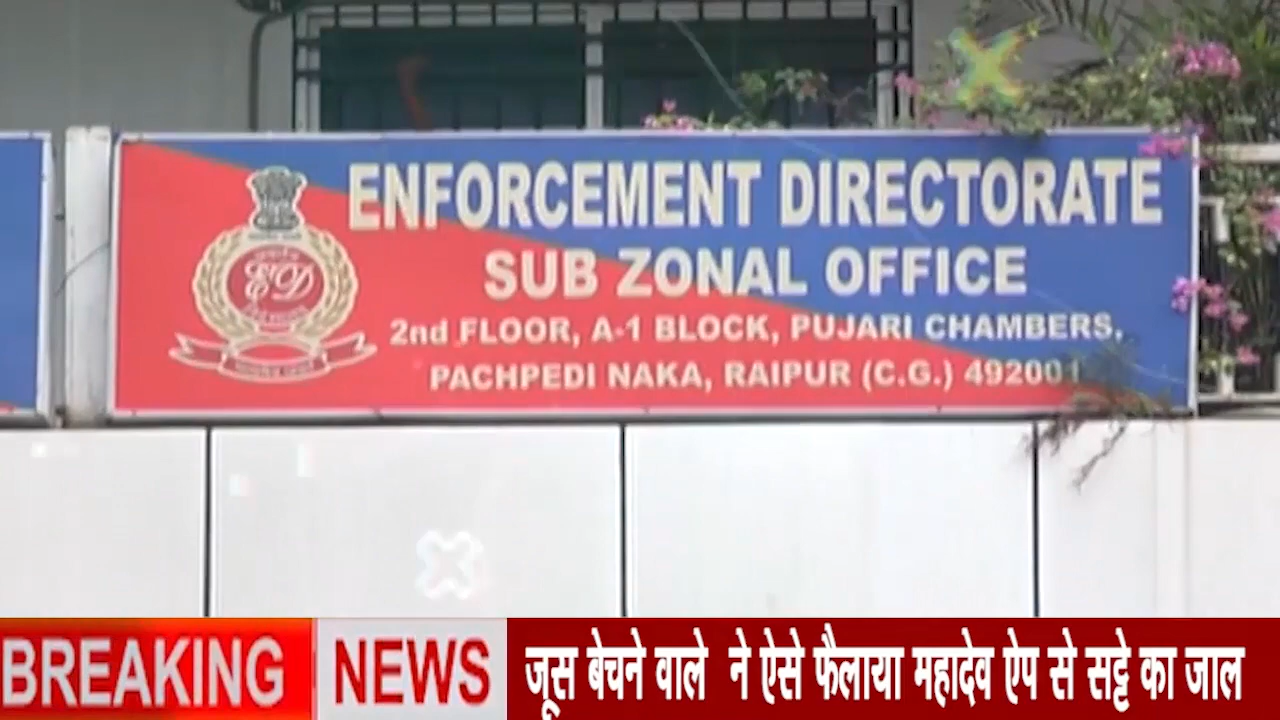 ENFORCEMENT DIRECTORATE
SUB ZONAL OFFICE
2nd FLOOR, A-1 BLOCK, PUJARI CHAMBERS,
PACHPEDI NAKA, RAIPUR (C.G.) 492001
ED
BREAKING NEWS
जूस बेचने वाले ने ऐसे फैलाया महादेव ऐप से सट्टे का जाल